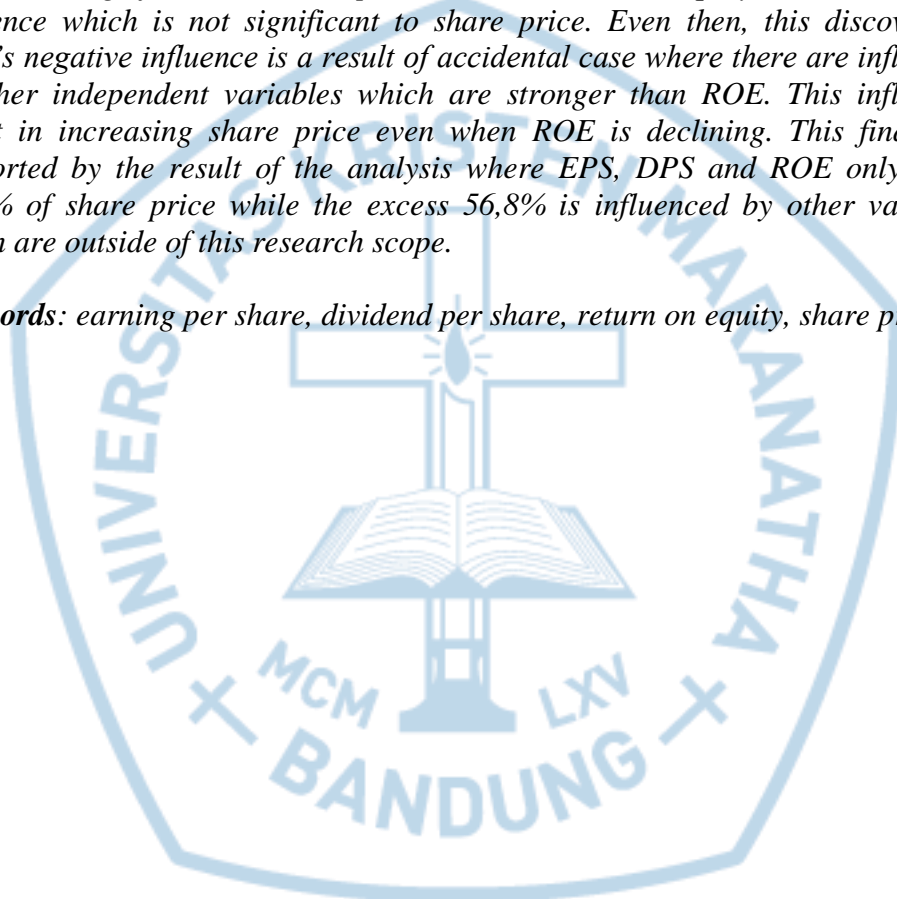 ence which is not significant to share price. Even then, this discov
's negative influence is a result of accidental case where there are infl
her independent variables which are stronger than ROE. This infl
t in increasing share price even when ROE is declining. This fina
orted by the result of the analysis where EPS, DPS and ROE only
% of share price while the excess 56,8% is influenced by other va
n are outside of this research scope.
ords: earning per share, dividend per share, return on equity, share p
UNIVERSITAS KRISTEN MARANATHA
MCM LXV
BANDUNG